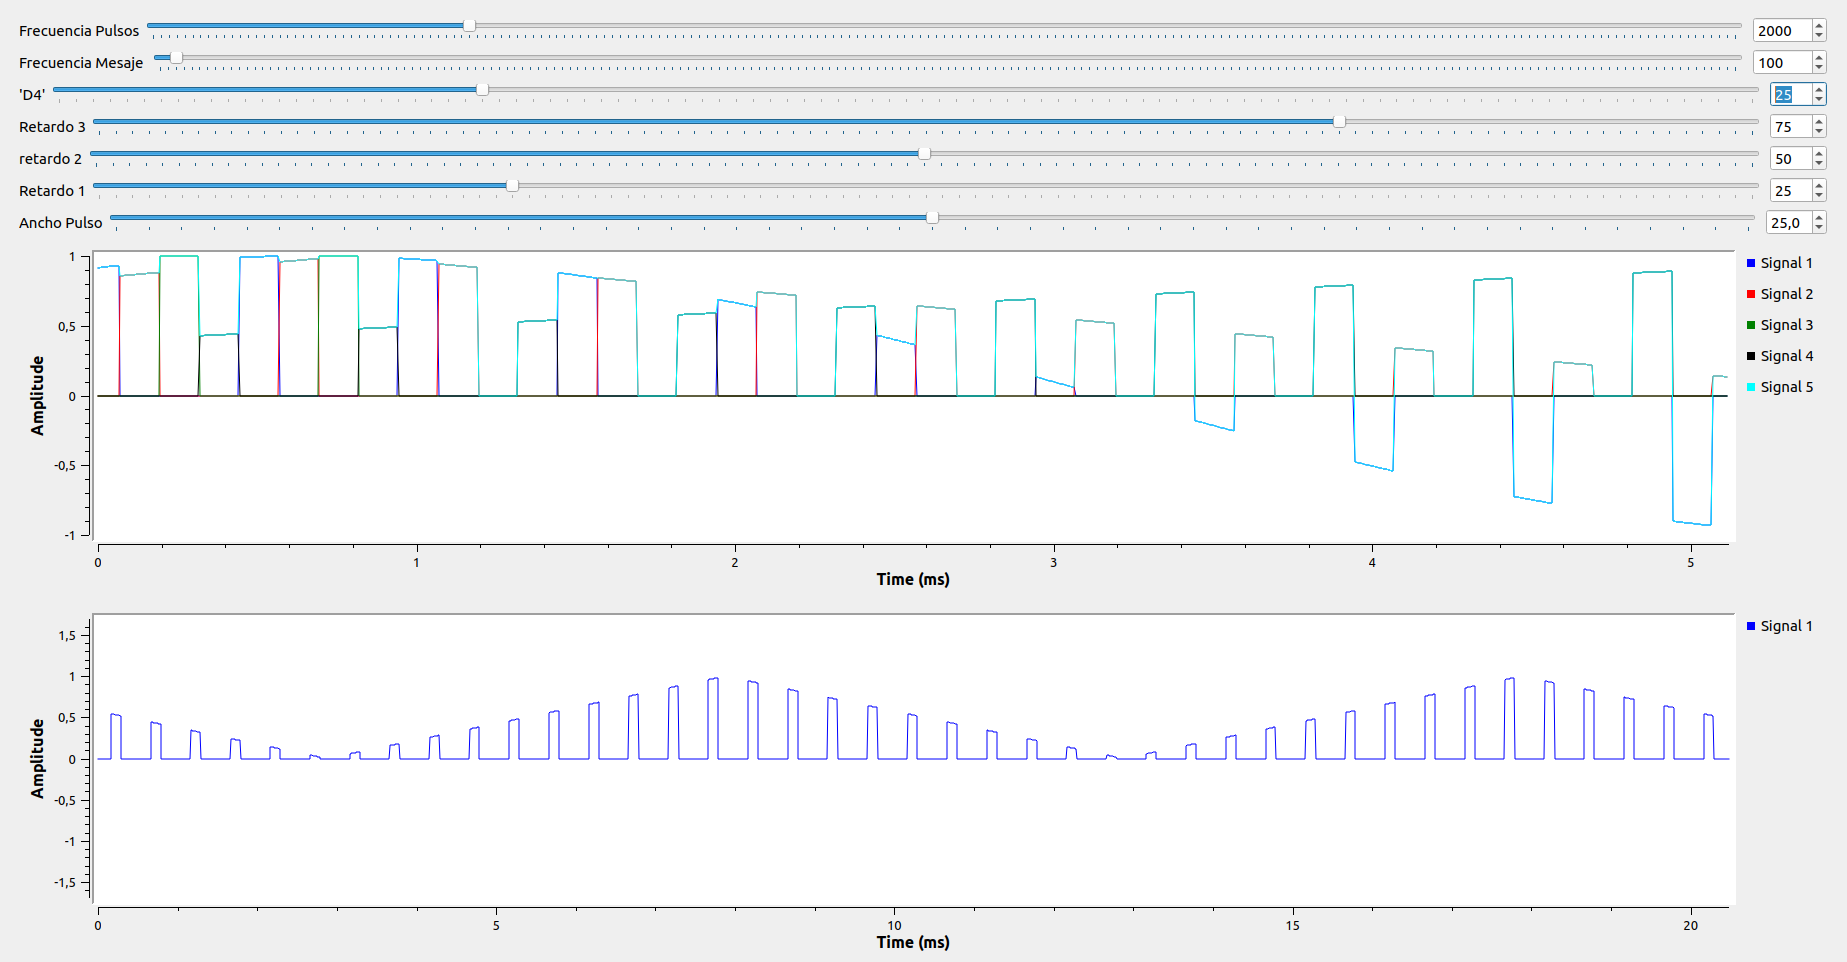 Frecuencia Pulsos 2000
Frecuencia Mesaje 100
'D4' 25
Retardo 3 75
retardo 2 50
Retardo 1 25
Ancho Pulso 25,0
Amplitude
1
0,5
0
-0,5
-1
0 1 2 3 4 5
Time (ms)
Signal 1
Signal 2
Signal 3
Signal 4
Signal 5
Amplitude
1,5
1
0,5
0
-0,5
-1
-1,5
0 5 10 15 20
Time (ms)
Signal 1